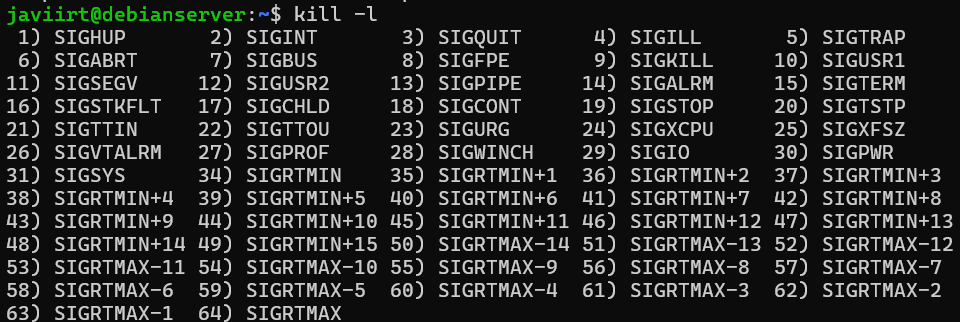 javiirt@debianserver:~$ kill -l
 1) SIGHUP       2) SIGINT       3) SIGQUIT      4) SIGILL       5) SIGTRAP
 6) SIGABRT      7) SIGBUS       8) SIGFPE       9) SIGKILL     10) SIGUSR1
11) SIGSEGV     12) SIGUSR2     13) SIGPIPE     14) SIGALRM     15) SIGTERM
16) SIGSTKFLT   17) SIGCHLD     18) SIGCONT     19) SIGSTOP     20) SIGTSTP
21) SIGTTIN     22) SIGTTOU     23) SIGURG      24) SIGXCPU     25) SIGXFSZ
26) SIGVTALRM   27) SIGPROF     28) SIGWINCH    29) SIGIO       30) SIGPWR
31) SIGSYS      34) SIGRTMIN    35) SIGRTMIN+1  36) SIGRTMIN+2  37) SIGRTMIN+3
38) SIGRTMIN+4  39) SIGRTMIN+5  40) SIGRTMIN+6  41) SIGRTMIN+7  42) SIGRTMIN+8
43) SIGRTMIN+9  44) SIGRTMIN+10 45) SIGRTMIN+11 46) SIGRTMIN+12 47) SIGRTMIN+13
48) SIGRTMIN+14 49) SIGRTMIN+15 50) SIGRTMAX-14 51) SIGRTMAX-13 52) SIGRTMAX-12
53) SIGRTMAX-11 54) SIGRTMAX-10 55) SIGRTMAX-9  56) SIGRTMAX-8  57) SIGRTMAX-7
58) SIGRTMAX-6  59) SIGRTMAX-5  60) SIGRTMAX-4  61) SIGRTMAX-3  62) SIGRTMAX-2
63) SIGRTMAX-1  64) SIGRTMAX